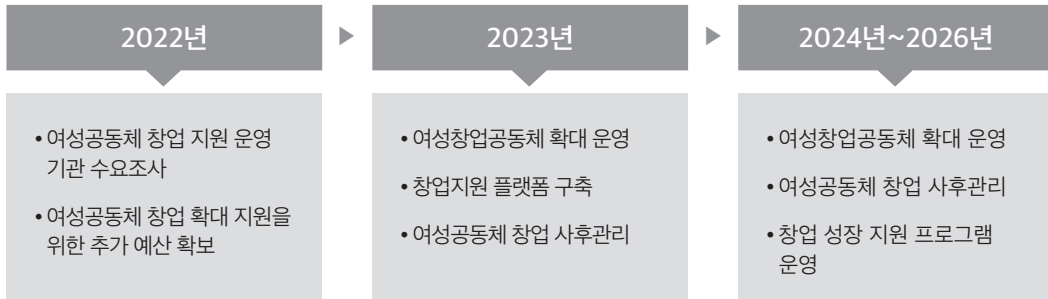 2022년
• 여성공동체 창업 지원 운영
기관 수요조사
• 여성공동체 창업 확대 지원을
위한 추가 예산 확보
2023년
• 여성창업공동체 확대 운영
• 창업지원 플랫폼 구축
• 여성공동체 창업 사후관리
2024년~2026년
• 여성창업공동체 확대 운영
• 여성공동체 창업 사후관리
• 창업 성장 지원 프로그램
운영